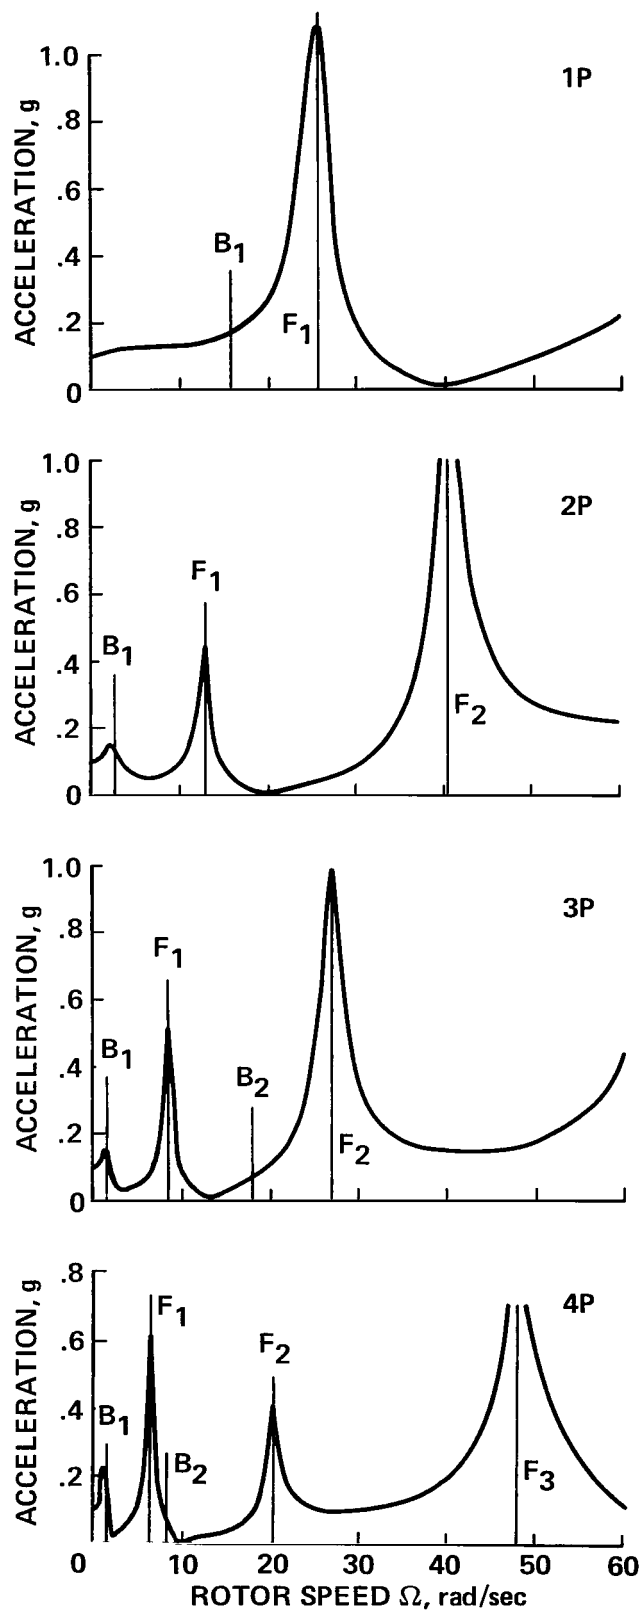 1P
ACCELERATION, g
1.0
.8
.6
.4
.2
0
B1
F1
2P
ACCELERATION, g
1.0
.8
.6
.4
.2
0
B1
F1
F2
3P
ACCELERATION, g
1.0
.8
.6
.4
.2
0
B1
F1
B2
F2
4P
ACCELERATION, g
.8
.6
.4
.2
B1
F1
B2
F2
F3
0 10 20 30 40 50 60
ROTOR SPEED Ω, rad/sec